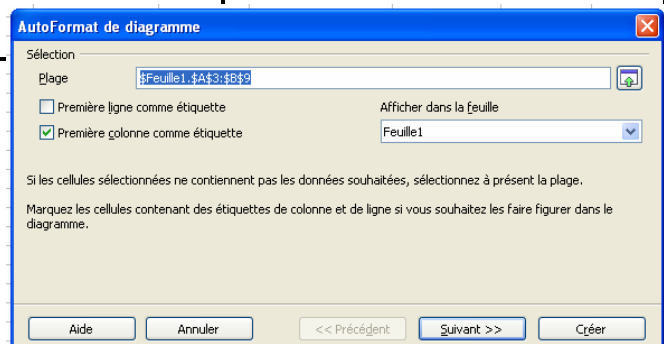 AutoFormat de diagramme
Sélection
Plage $Feuille1.$A$3:$B$9
Première ligne comme étiquette Afficher dans la feuille
Première colonne comme étiquette Feuille1
Si les cellules sélectionnées ne contiennent pas les données souhaitées, sélectionnez à présent la plage.
Marquez les cellules contenant des étiquettes de colonne et de ligne si vous souhaitez les faire figurer dans le
diagramme.
Aide Annuler << Précédent Suivant >> Créer